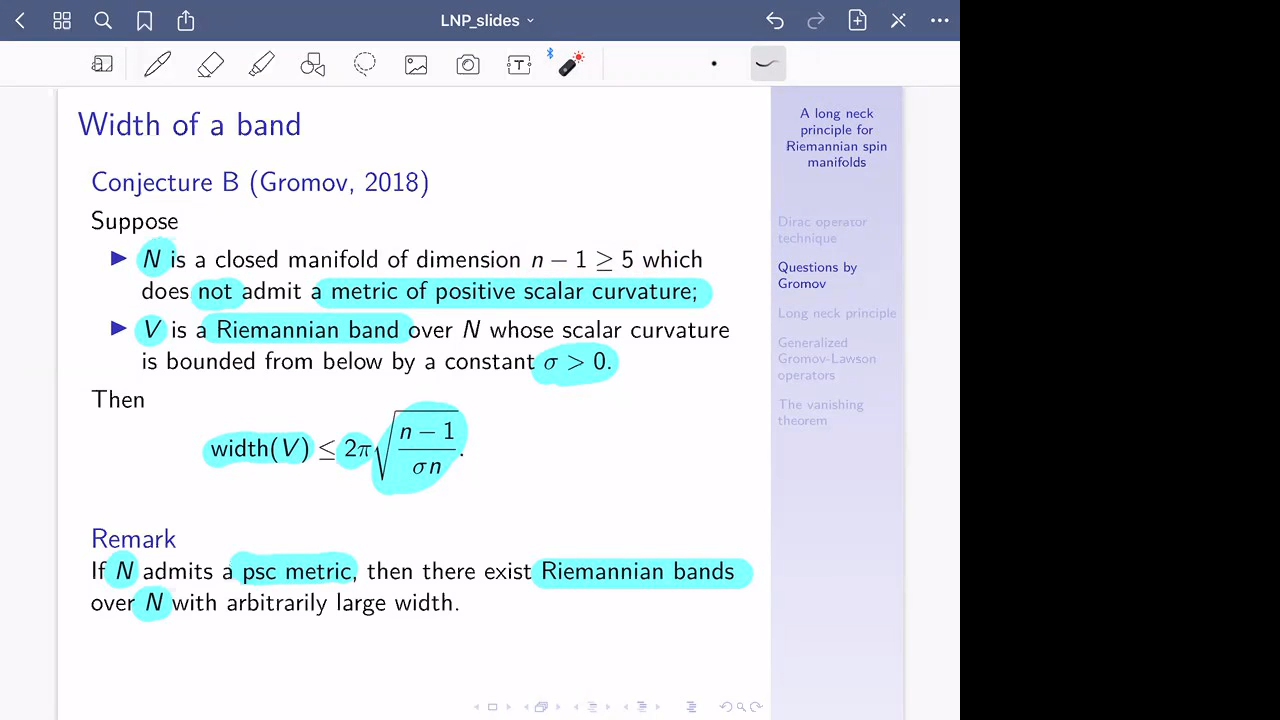 LNP_slides
Width of a band
Conjecture B (Gromov, 2018)
Suppose
▶ N is a closed manifold of dimension n − 1 ≥ 5 which
does not admit a metric of positive scalar curvature;
▶ V is a Riemannian band over N whose scalar curvature
is bounded from below by a constant σ > 0.
Then
width(V) ≤ 2π√((n − 1)/(σn)).
Remark
If N admits a psc metric, then there exist Riemannian bands
over N with arbitrarily large width.
A long neck
principle for
Riemannian spin
manifolds
Dirac operator
technique
Questions by
Gromov
Long neck principle
Generalized
Gromov-Lawson
operators
The vanishing
theorem